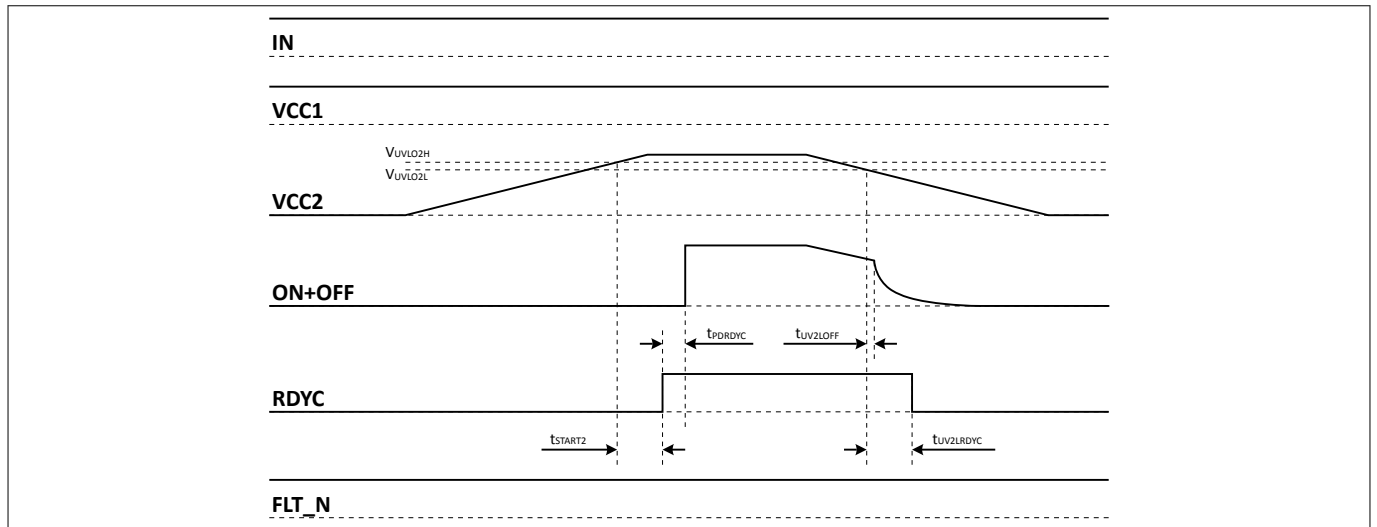 IN
VCC1
VUVLO2H
VUVLO2L
VCC2
ON+OFF
tPDRDYC tUV2LOFF
RDYC
tSTART2 tUV2LRDYC
FLT_N